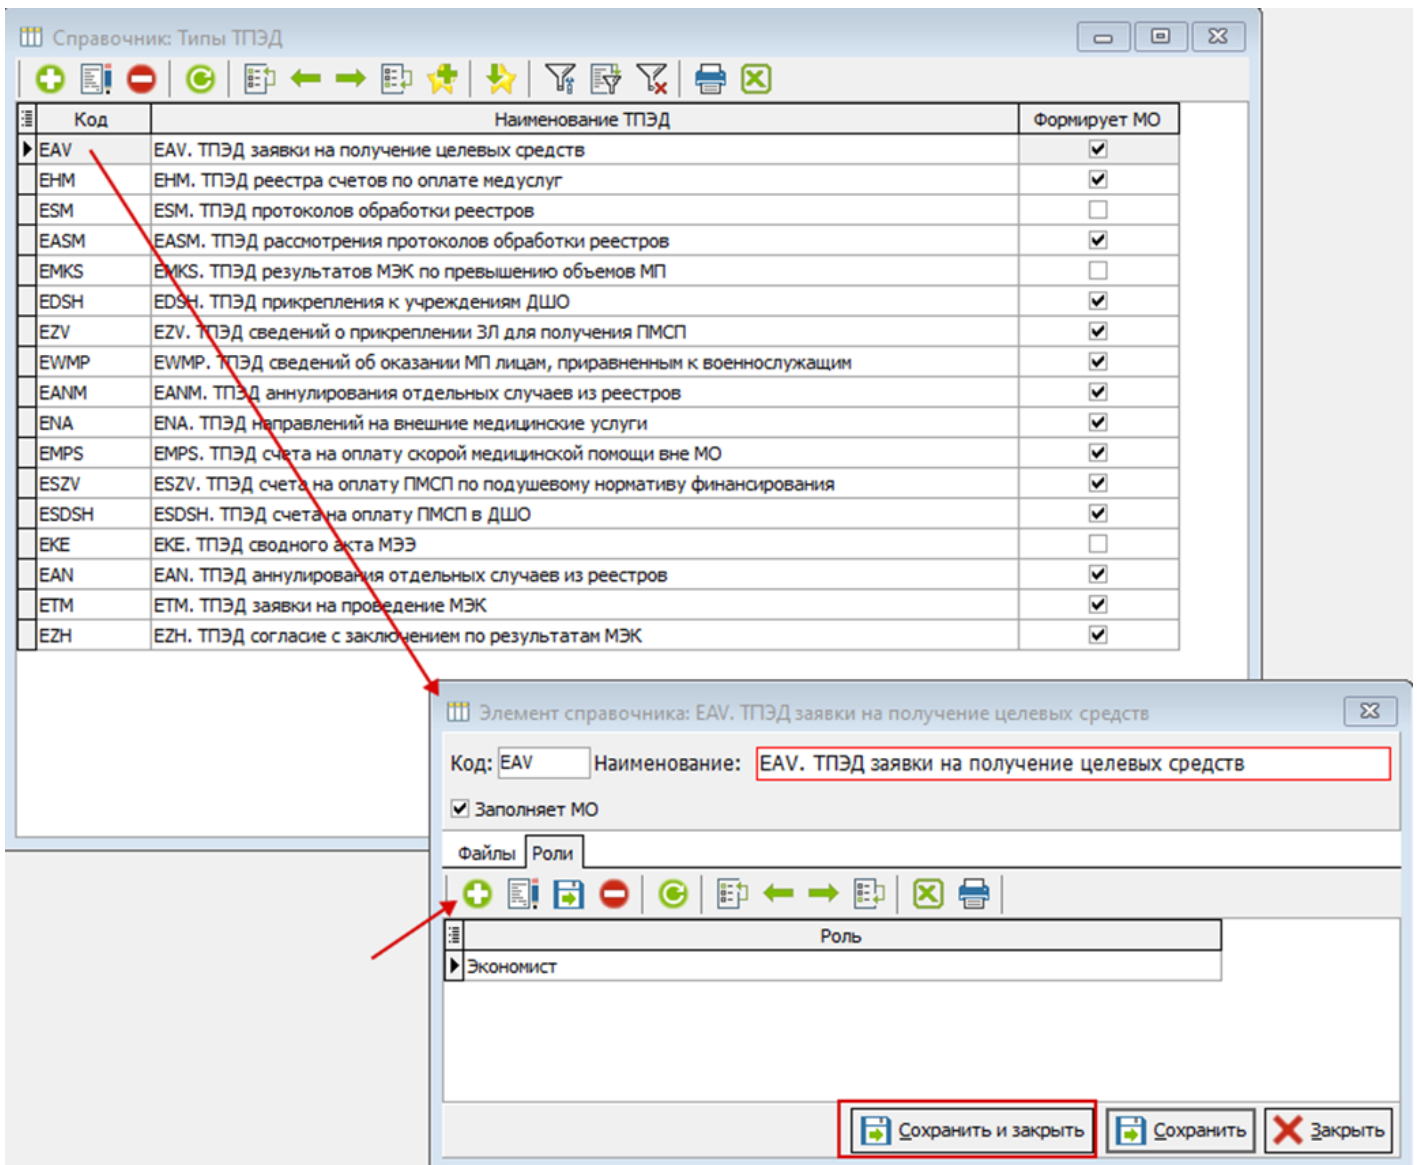 Справочник: Типы ТПЭД
Код Наименование ТПЭД Формирует МО
EAV EAV. ТПЭД заявки на получение целевых средств
EHM EHM. ТПЭД реестра счетов по оплате медуслуг
ESM ESM. ТПЭД протоколов обработки реестров
EASM EASM. ТПЭД рассмотрения протоколов обработки реестров
EMKS EMKS. ТПЭД результатов МЭК по превышению объемов МП
EDSH EDSH. ТПЭД прикрепления к учреждениям ДШО
EZV EZV. ТПЭД сведений о прикреплении ЗЛ для получения ПМСП
EWMP EWMP. ТПЭД сведений об оказании МП лицам, приравненным к военнослужащим
EANM EANM. ТПЭД аннулирования отдельных случаев из реестров
ENA ENA. ТПЭД направлений на внешние медицинские услуги
EMPS EMPS. ТПЭД счета на оплату скорой медицинской помощи вне МО
ESZV ESZV. ТПЭД счета на оплату ПМСП по подушевому нормативу финансирования
ESDSH ESDSH. ТПЭД счета на оплату ПМСП в ДШО
EKE EKE. ТПЭД сводного акта МЭЭ
EAN EAN. ТПЭД аннулирования отдельных случаев из реестров
ETM ETM. ТПЭД заявки на проведение МЭК
EZH EZH. ТПЭД согласие с заключением по результатам МЭК
Элемент справочника: EAV. ТПЭД заявки на получение целевых средств
Код: EAV Наименование: EAV. ТПЭД заявки на получение целевых средств
Заполняет МО
Файлы Роли
Роль
Экономист
Сохранить и закрыть Сохранить Закрыть